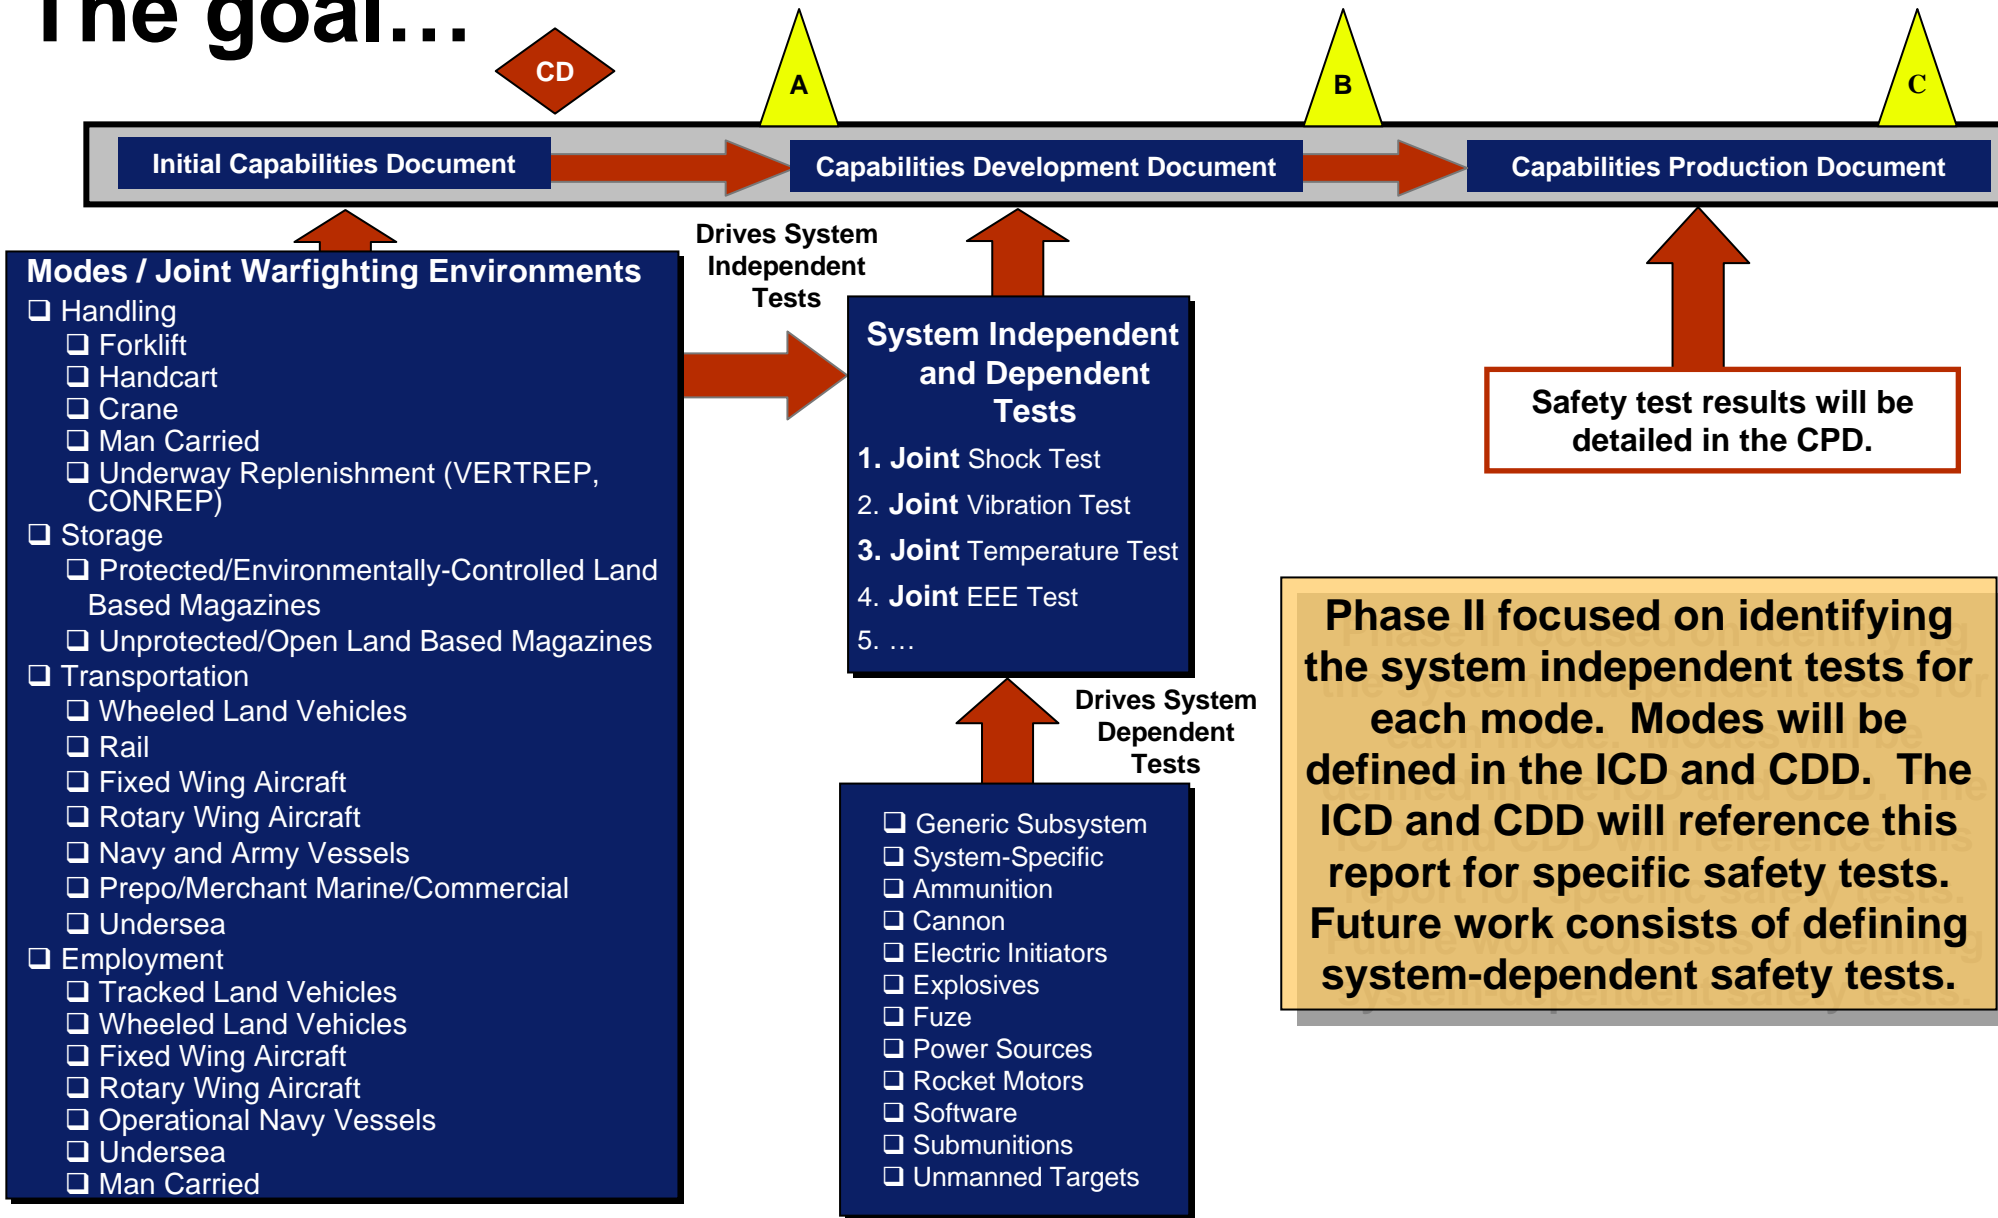 The goal…
CD
A
B
C
Initial Capabilities Document
Capabilities Development Document
Capabilities Production Document
Modes / Joint Warfighting Environments
❑ Handling
❑ Forklift
❑ Handcart
❑ Crane
❑ Man Carried
❑ Underway Replenishment (VERTREP,
CONREP)
❑ Storage
❑ Protected/Environmentally-Controlled Land
Based Magazines
❑ Unprotected/Open Land Based Magazines
❑ Transportation
❑ Wheeled Land Vehicles
❑ Rail
❑ Fixed Wing Aircraft
❑ Rotary Wing Aircraft
❑ Navy and Army Vessels
❑ Prepo/Merchant Marine/Commercial
❑ Undersea
❑ Employment
❑ Tracked Land Vehicles
❑ Wheeled Land Vehicles
❑ Fixed Wing Aircraft
❑ Rotary Wing Aircraft
❑ Operational Navy Vessels
❑ Undersea
❑ Man Carried
Drives System
Independent
Tests
System Independent
and Dependent
Tests
1. Joint Shock Test
2. Joint Vibration Test
3. Joint Temperature Test
4. Joint EEE Test
5. …
Drives System
Dependent
Tests
❑ Generic Subsystem
❑ System-Specific
❑ Ammunition
❑ Cannon
❑ Electric Initiators
❑ Explosives
❑ Fuze
❑ Power Sources
❑ Rocket Motors
❑ Software
❑ Submunitions
❑ Unmanned Targets
Safety test results will be
detailed in the CPD.
Phase II focused on identifying
the system independent tests for
each mode. Modes will be
defined in the ICD and CDD. The
ICD and CDD will reference this
report for specific safety tests.
Future work consists of defining
system-dependent safety tests.